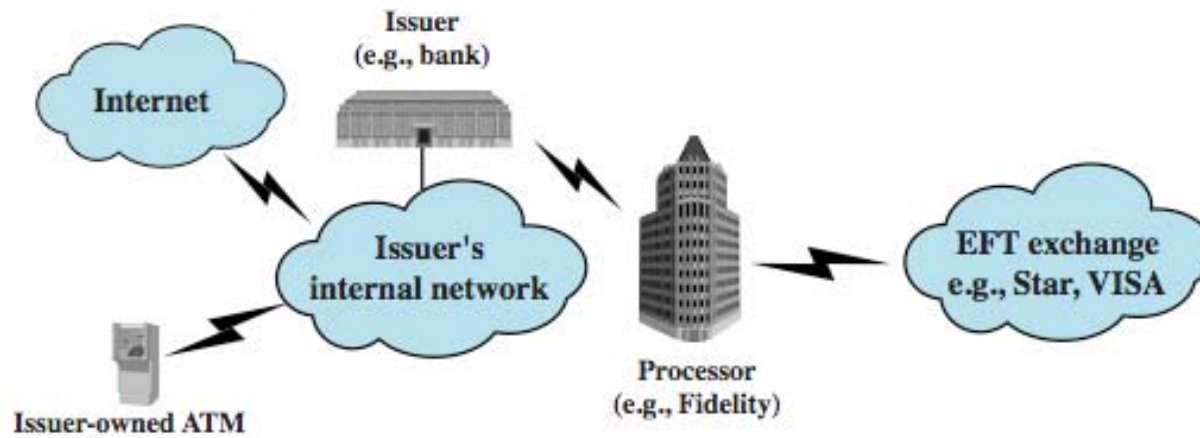 Issuer
(e.g., bank)
Internet
Issuer's
internal network
EFT exchange
e.g., Star, VISA
Processor
(e.g., Fidelity)
Issuer-owned ATM